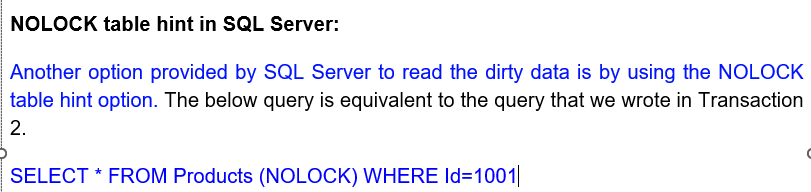 NOLOCK table hint in SQL Server:
Another option provided by SQL Server to read the dirty data is by using the NOLOCK
table hint option. The below query is equivalent to the query that we wrote in Transaction
2.
SELECT * FROM Products (NOLOCK) WHERE Id=1001